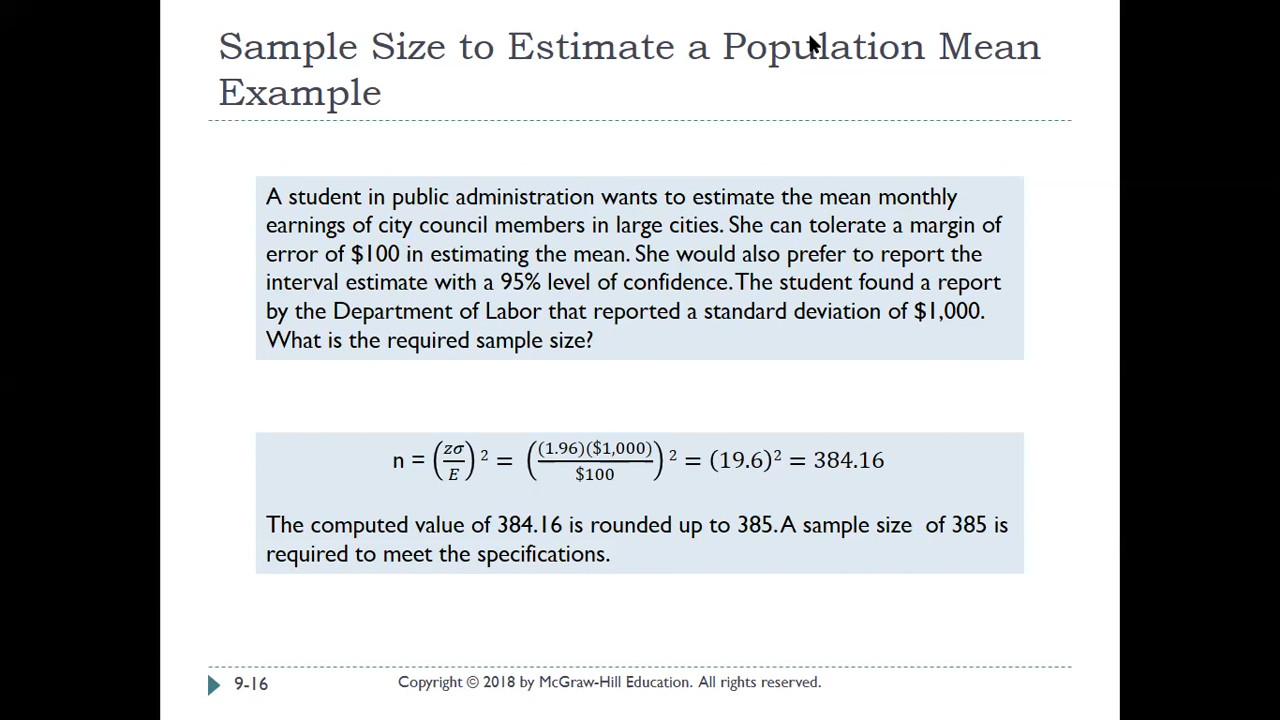 Sample Size to Estimate a Population Mean
Example
A student in public administration wants to estimate the mean monthly
earnings of city council members in large cities. She can tolerate a margin of
error of $100 in estimating the mean. She would also prefer to report the
interval estimate with a 95% level of confidence. The student found a report
by the Department of Labor that reported a standard deviation of $1,000.
What is the required sample size?
n = (zσ/E)² = ((1.96)($1,000)/$100)² = (19.6)² = 384.16
The computed value of 384.16 is rounded up to 385. A sample size of 385 is
required to meet the specifications.
9-16 Copyright © 2018 by McGraw-Hill Education. All rights reserved.